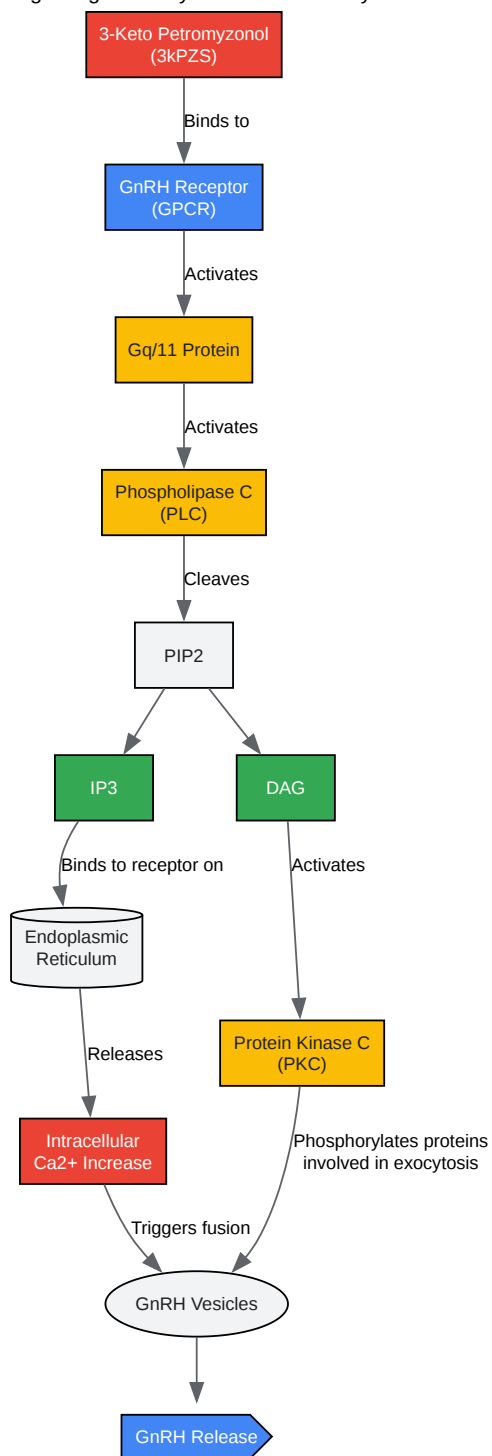 3-Keto Petromyzonol
(3kPZS)
Binds to
GnRH Receptor
(GPCR)
Activates
Gq/11 Protein
Activates
Phospholipase C
(PLC)
Cleaves
PIP2
IP3
DAG
Binds to receptor on
Activates
Endoplasmic
Reticulum
Releases
Protein Kinase C
(PKC)
Intracellular
Ca2+ Increase
Phosphorylates proteins
involved in exocytosis
Triggers fusion
GnRH Vesicles
GnRH Release